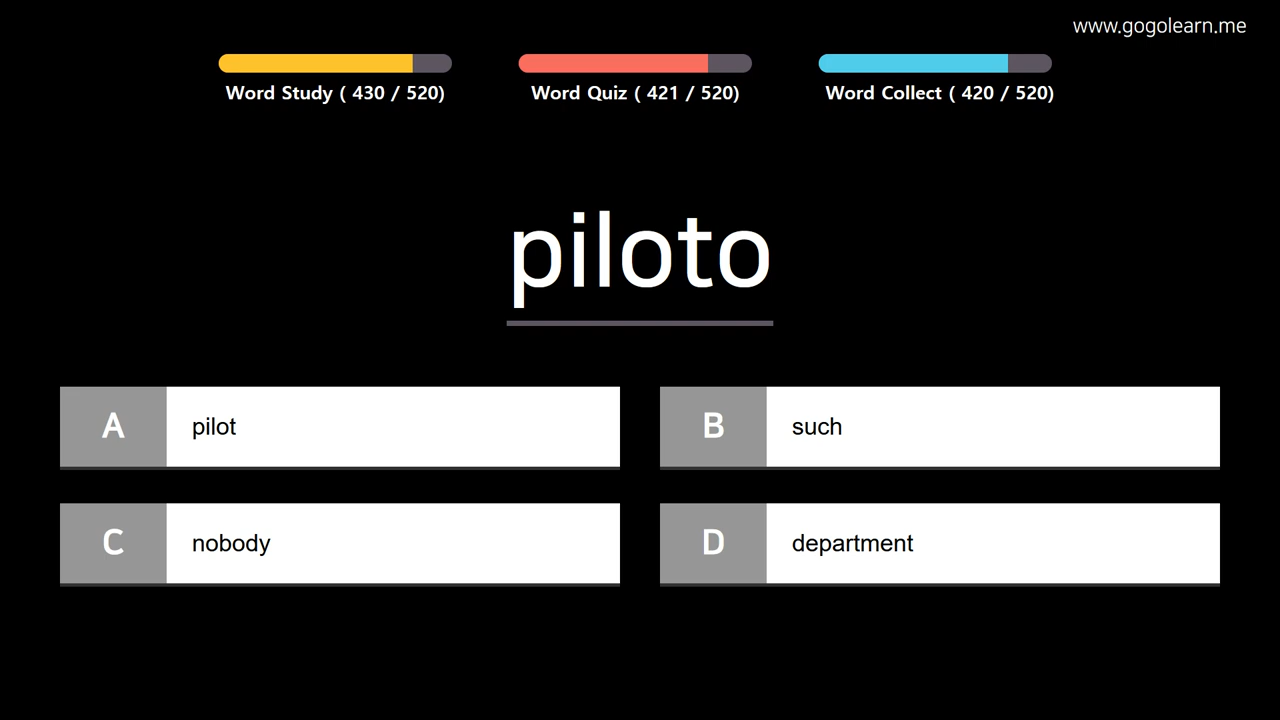 www.gogolearn.me
Word Study ( 430 / 520)
Word Quiz ( 421 / 520)
Word Collect ( 420 / 520)
piloto
A pilot
B such
C nobody
D department